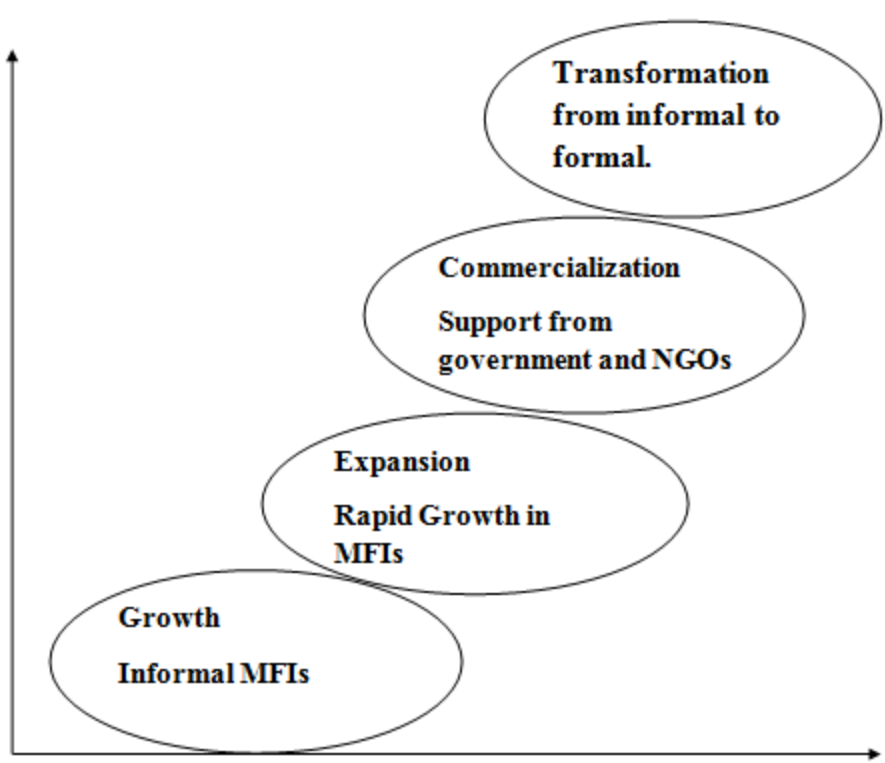 Transformation
from informal to
formal.
Commercialization
Support from
government and NGOs
Expansion
Rapid Growth in
MFIs
Growth
Informal MFIs